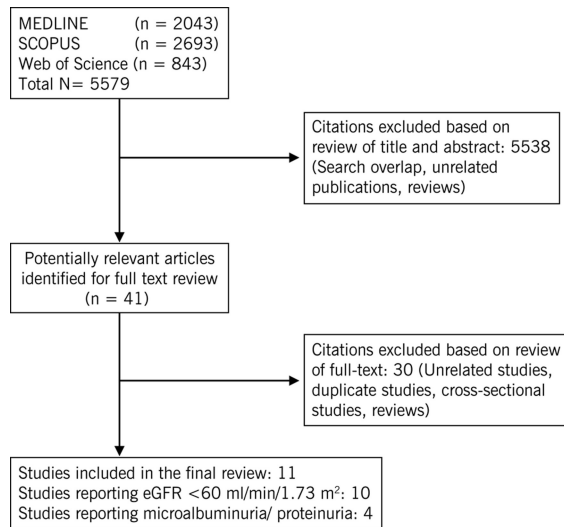 MEDLINE (n = 2043)
SCOPUS (n = 2693)
Web of Science (n = 843)
Total N= 5579
Citations excluded based on
review of title and abstract: 5538
(Search overlap, unrelated
publications, reviews)
Potentially relevant articles
identified for full text review
(n = 41)
Citations excluded based on review
of full-text: 30 (Unrelated studies,
duplicate studies, cross-sectional
studies, reviews)
Studies included in the final review: 11
Studies reporting eGFR <60 ml/min/1.73 m²: 10
Studies reporting microalbuminuria/ proteinuria: 4